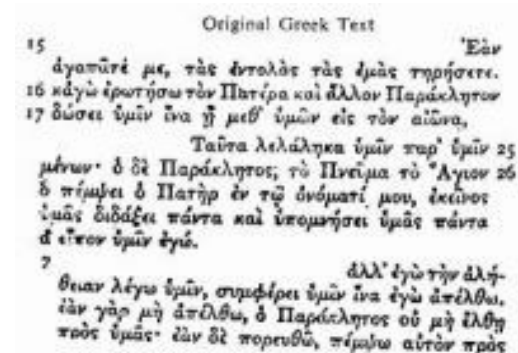 Original Greek Text
15 Ἐὰν
ἀγαπᾶτέ με, τὰς ἐντολὰς τὰς ἐμὰς τηρήσετε.
16 κἀγὼ ἐρωτήσω τὸν Πατέρα καὶ ἄλλον Παράκλητον
17 δώσει ὑμῖν ἵνα ᾖ μεθ' ὑμῶν εἰς τὸν αἰῶνα,
Ταῦτα λελάληκα ὑμῖν παρ' ὑμῖν 25
μένων· ὁ δὲ Παράκλητος, τὸ Πνεῦμα τὸ Ἅγιον 26
ὃ πέμψει ὁ Πατὴρ ἐν τῷ ὀνόματί μου, ἐκεῖνος
ὑμᾶς διδάξει πάντα καὶ ὑπομνήσει ὑμᾶς πάντα
ἃ εἶπον ὑμῖν ἐγώ.
7 ἀλλ' ἐγὼ τὴν ἀλή-
θειαν λέγω ὑμῖν, συμφέρει ὑμῖν ἵνα ἐγὼ ἀπέλθω.
ἐὰν γὰρ μὴ ἀπέλθω, ὁ Παράκλητος οὐ μὴ ἔλθῃ
πρὸς ὑμᾶς· ἐὰν δὲ πορευθῶ, πέμψω αὐτὸν πρὸς